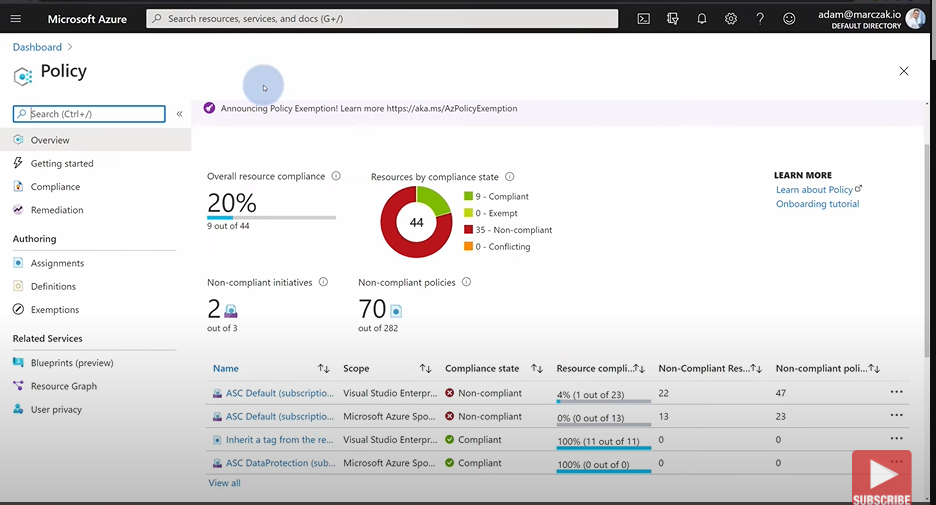 Microsoft Azure
Search resources, services, and docs (G+/)
adam@marczak.io
DEFAULT DIRECTORY
Dashboard >
Policy
Search (Ctrl+/)
«
Announcing Policy Exemption! Learn more https://aka.ms/AzPolicyExemption
Overview
Getting started
Compliance
Remediation
Authoring
Assignments
Definitions
Exemptions
Related Services
Blueprints (preview)
Resource Graph
User privacy
Overall resource compliance
20%
9 out of 44
Resources by compliance state
44
9 - Compliant
0 - Exempt
35 - Non-compliant
0 - Conflicting
LEARN MORE
Learn about Policy
Onboarding tutorial
Non-compliant initiatives
2
out of 3
Non-compliant policies
70
out of 282
Name Scope Compliance state Resource compli... Non-Compliant Res... Non-compliant poli...
ASC Default (subscriptio... Visual Studio Enterpr... Non-compliant 4% (1 out of 23) 22 47 ...
ASC Default (subscriptio... Microsoft Azure Spo... Non-compliant 0% (0 out of 13) 13 23 ...
Inherit a tag from the re... Visual Studio Enterpr... Compliant 100% (11 out of 11) 0 0 ...
ASC DataProtection (sub... Microsoft Azure Spo... Compliant 100% (0 out of 0) 0 0 ...
View all
SUBSCRIBE